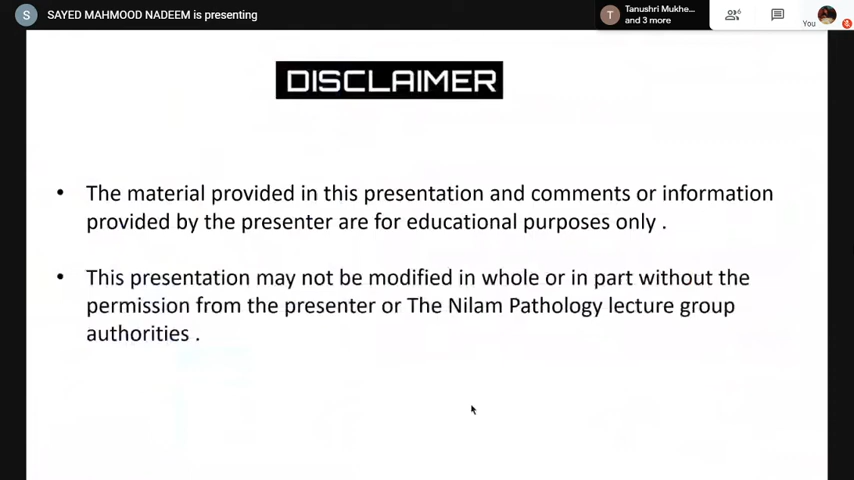 S SAYED MAHMOOD NADEEM is presenting
T Tanushri Mukhe...
and 3 more
6
You
DISCLAIMER
• The material provided in this presentation and comments or information
provided by the presenter are for educational purposes only .
• This presentation may not be modified in whole or in part without the
permission from the presenter or The Nilam Pathology lecture group
authorities .